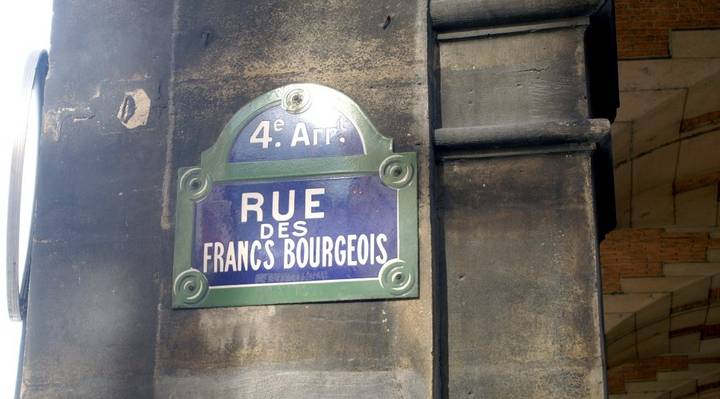 4e. Arrt.
RUE
DES
FRANCS BOURGEOIS